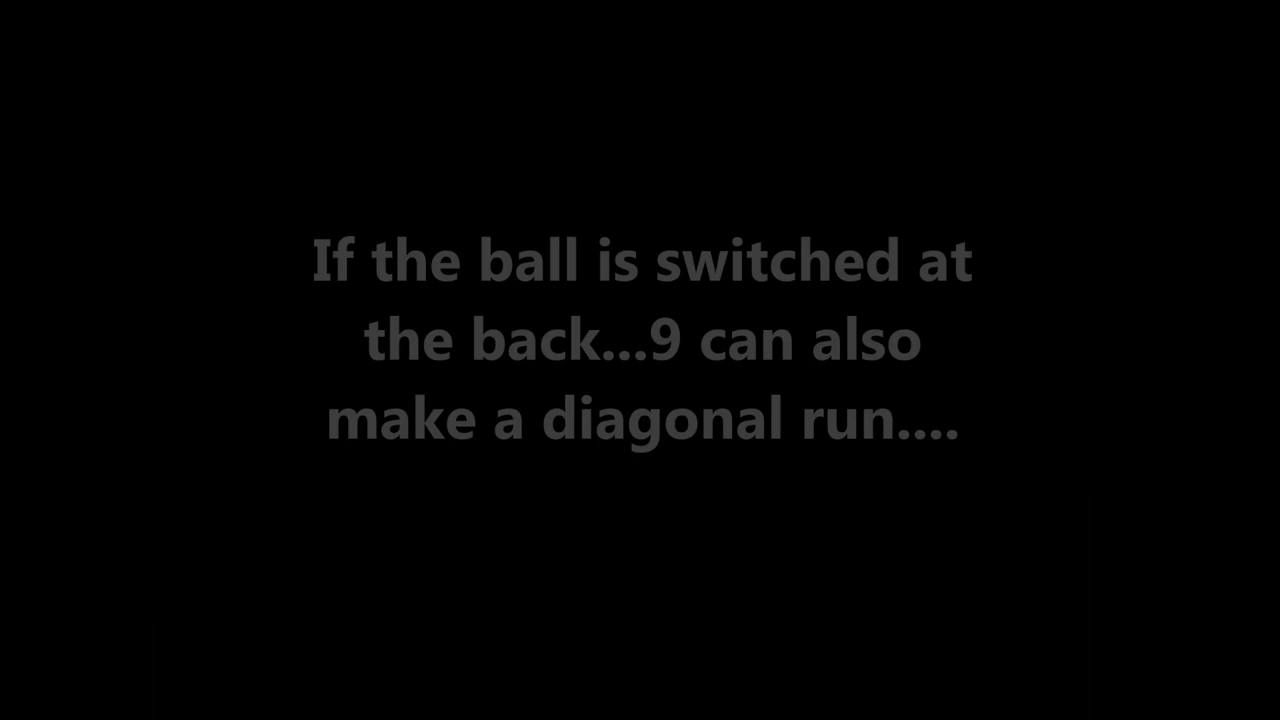 If the ball is switched at
the back...9 can also
make a diagonal run....